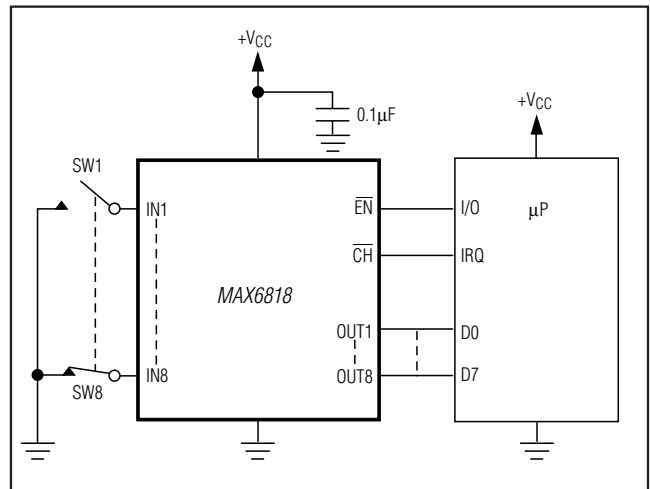 +VCC
0.1μF
+VCC
SW1
IN1
EN
I/O
μP
CH
IRQ
MAX6818
OUT1
D0
IN8
OUT8
D7
SW8